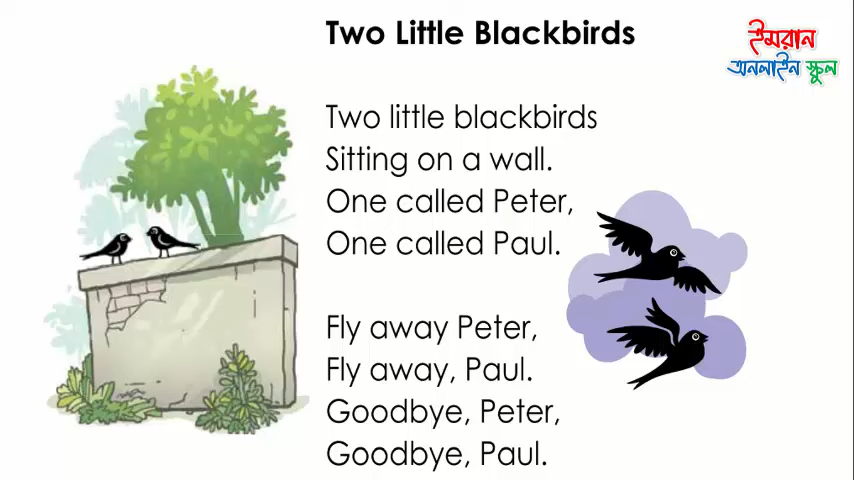 Two Little Blackbirds
ইমরান
অনলাইন স্কুল
Two little blackbirds
Sitting on a wall.
One called Peter,
One called Paul.
Fly away Peter,
Fly away, Paul.
Goodbye, Peter,
Goodbye, Paul.